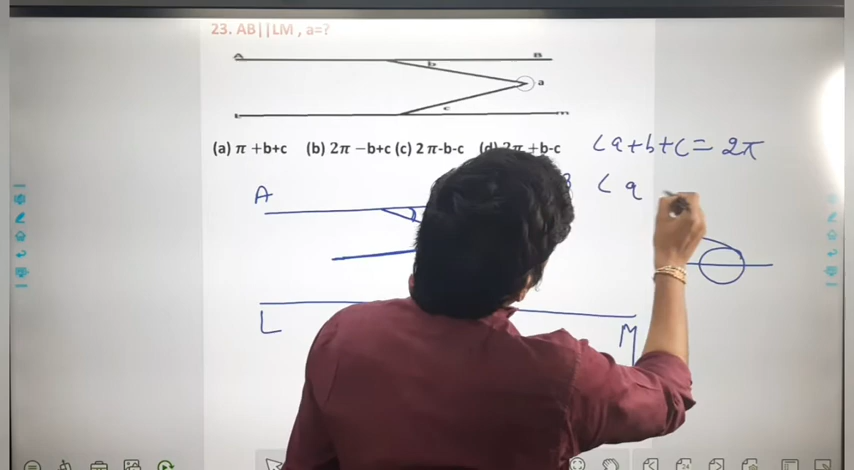 23. AB||LM , a=?
A B
b
a
c
L m
(a) π +b+c (b) 2π −b+c (c) 2 π-b-c +b-c
<a+b+c = 2π
A < a
L M